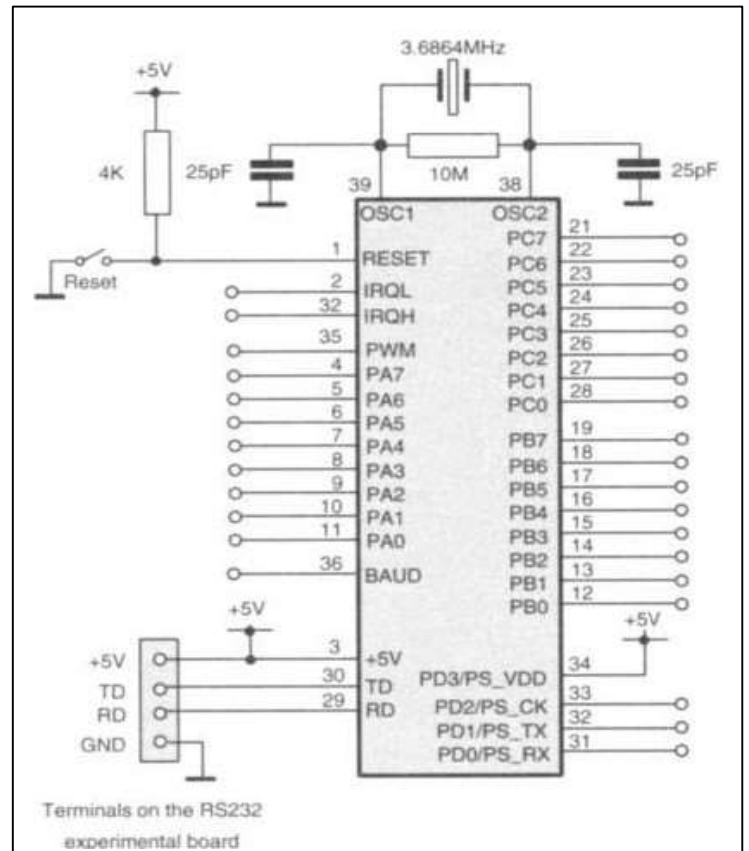 3.6864MHz
+5V
4K
25pF
10M
25pF
39
38
OSC1
OSC2
Reset
1
RESET
2
IRQL
32
IRQH
35
PWM
4
PA7
5
PA6
6
PA5
7
PA4
8
PA3
9
PA2
10
PA1
11
PA0
36
BAUD
21
PC7
22
PC6
23
PC5
24
PC4
25
PC3
26
PC2
27
PC1
28
PC0
19
PB7
18
PB6
17
PB5
16
PB4
15
PB3
14
PB2
13
PB1
12
PB0
+5V
+5V
3
+5V
+5V
TD
30
TD
RD
29
RD
GND
34
PD3/PS_VDD
33
PD2/PS_CK
32
PD1/PS_TX
31
PD0/PS_RX
Terminals on the RS232
experimental board